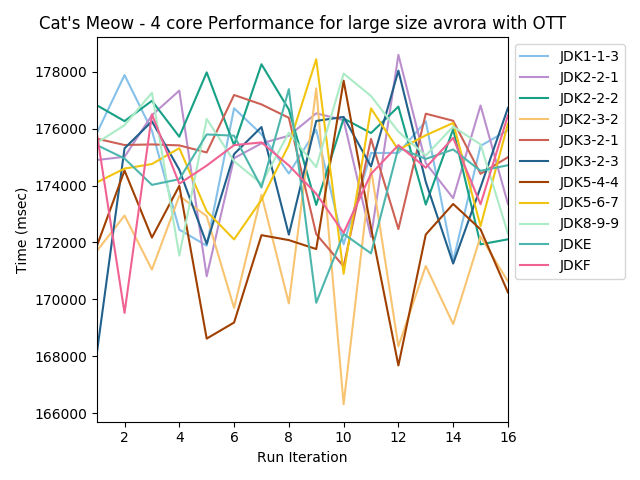 Cat's Meow - 4 core Performance for large size avrora with OTT
Time (msec)
178000
176000
174000
172000
170000
168000
166000
2 4 6 8 10 12 14 16
Run Iteration
JDK1-1-3
JDK2-2-1
JDK2-2-2
JDK2-3-2
JDK3-2-1
JDK3-2-3
JDK5-4-4
JDK5-6-7
JDK8-9-9
JDKE
JDKF